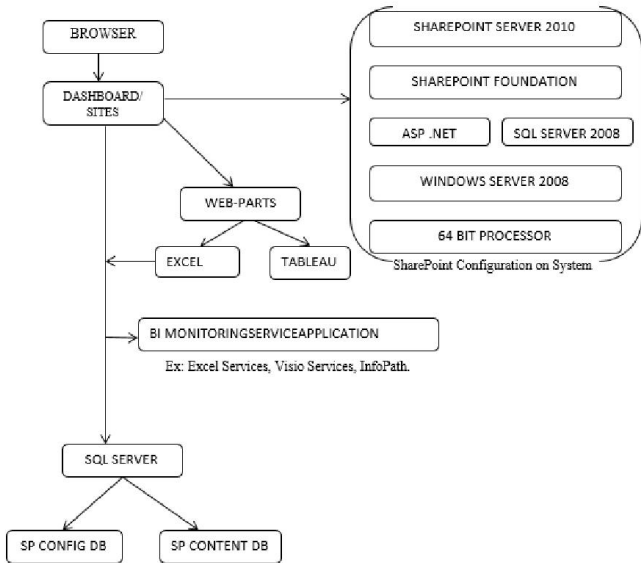 BROWSER
DASHBOARD/
SITES
WEB-PARTS
EXCEL
TABLEAU
SHAREPOINT SERVER 2010
SHAREPOINT FOUNDATION
ASP .NET
SQL SERVER 2008
WINDOWS SERVER 2008
64 BIT PROCESSOR
SharePoint Configuration on System
BI MONITORINGSERVICEAPPLICATION
Ex: Excel Services, Visio Services, InfoPath.
SQL SERVER
SP CONFIG DB
SP CONTENT DB